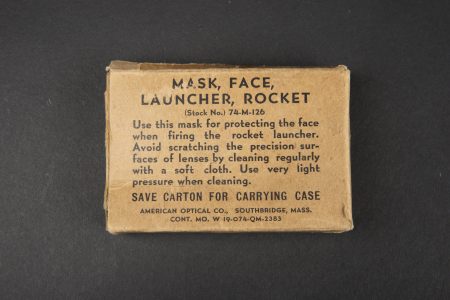 MASK, FACE,
LAUNCHER, ROCKET
(Stock No.) 74-M-126
Use this mask for protecting the face
when firing the rocket launcher.
Avoid scratching the precision sur-
faces of lenses by cleaning regularly
with a soft cloth. Use very light
pressure when cleaning.
SAVE CARTON FOR CARRYING CASE
AMERICAN OPTICAL CO., SOUTHBRIDGE, MASS.
CONT. MO. W 19-074-QM-2383